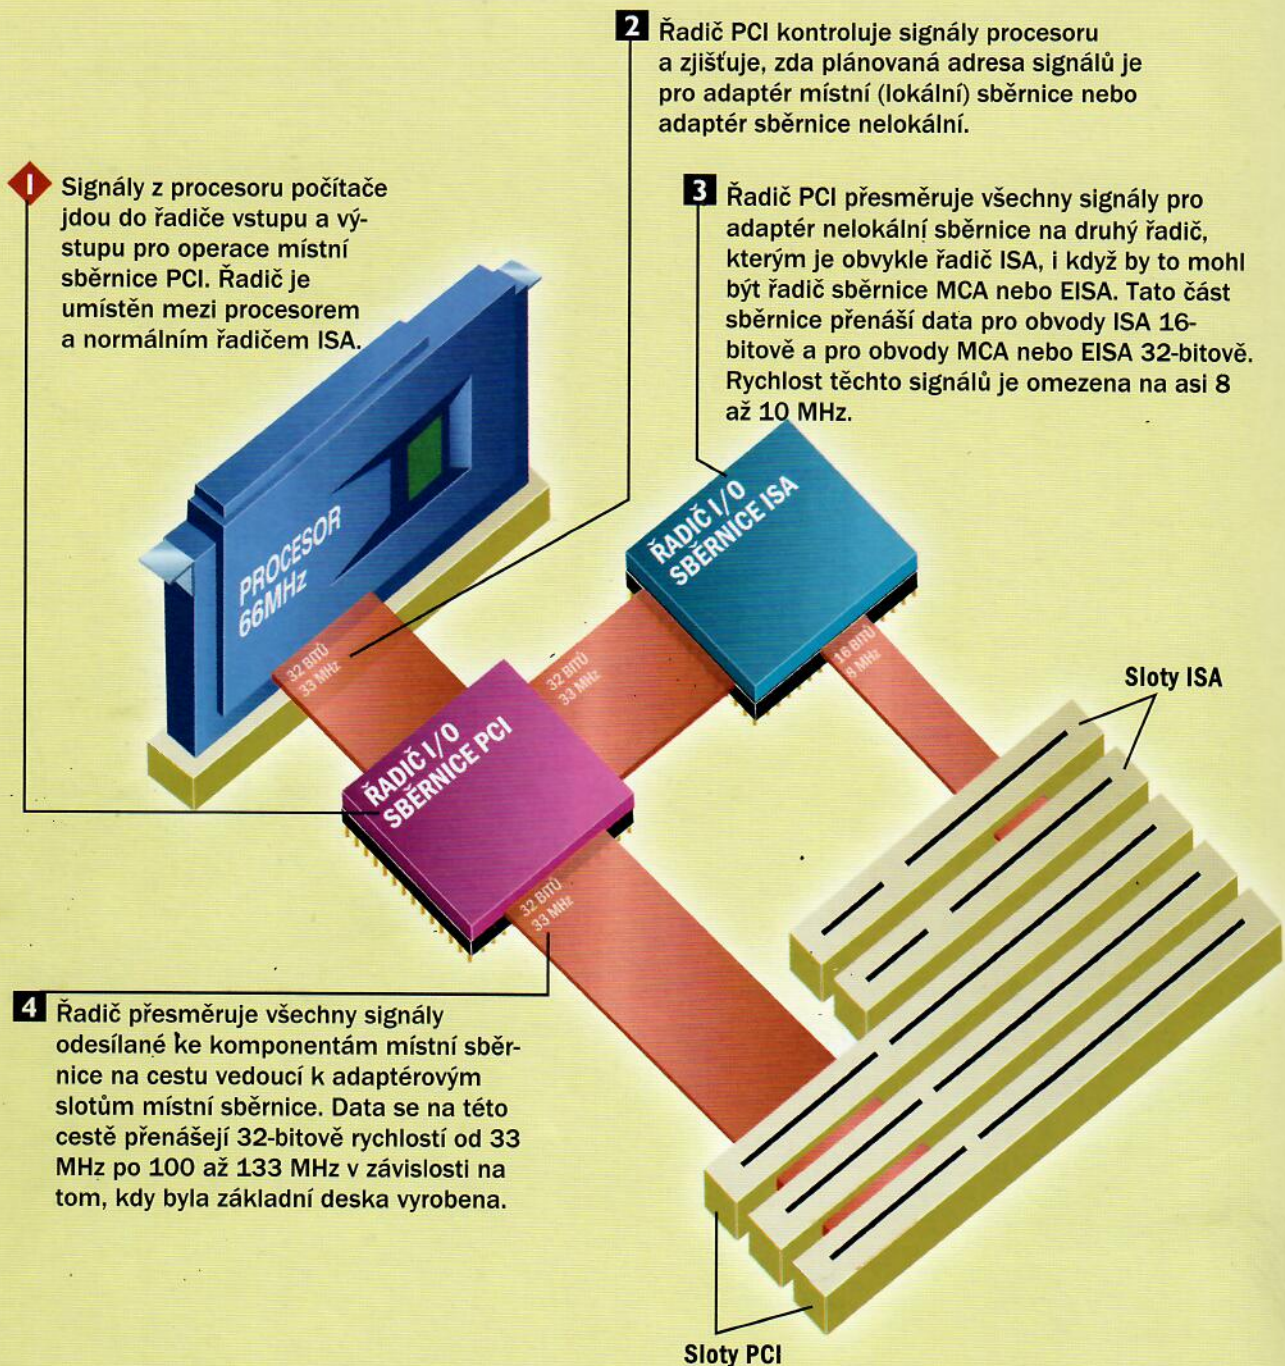 2 Řadič PCI kontroluje signály procesoru
a zjišťuje, zda plánovaná adresa signálů je
pro adaptér místní (lokální) sběrnice nebo
adaptér sběrnice nelokální.
1 Signály z procesoru počítače
jdou do řadiče vstupu a vý-
stupu pro operace místní
sběrnice PCI. Řadič je
umístěn mezi procesorem
a normálním řadičem ISA.
3 Řadič PCI přesměruje všechny signály pro
adaptér nelokální sběrnice na druhý řadič,
kterým je obvykle řadič ISA, i když by to mohl
být řadič sběrnice MCA nebo EISA. Tato část
sběrnice přenáší data pro obvody ISA 16-
bitově a pro obvody MCA nebo EISA 32-bitově.
Rychlost těchto signálů je omezena na asi 8
až 10 MHz.
PROCESOR
66MHz
ŘADIČ I/O
SBĚRNICE ISA
32 BITŮ
33 MHz
32 BITŮ
33 MHz
16 BITŮ
8 MHz
Sloty ISA
ŘADIČ I/O
SBĚRNICE PCI
32 BITŮ
33 MHz
4 Řadič přesměruje všechny signály
odesílané ke komponentám místní sběr-
nice na cestu vedoucí k adaptérovým
slotům místní sběrnice. Data se na této
cestě přenášejí 32-bitově rychlostí od 33
MHz po 100 až 133 MHz v závislosti na
tom, kdy byla základní deska vyrobena.
Sloty PCI